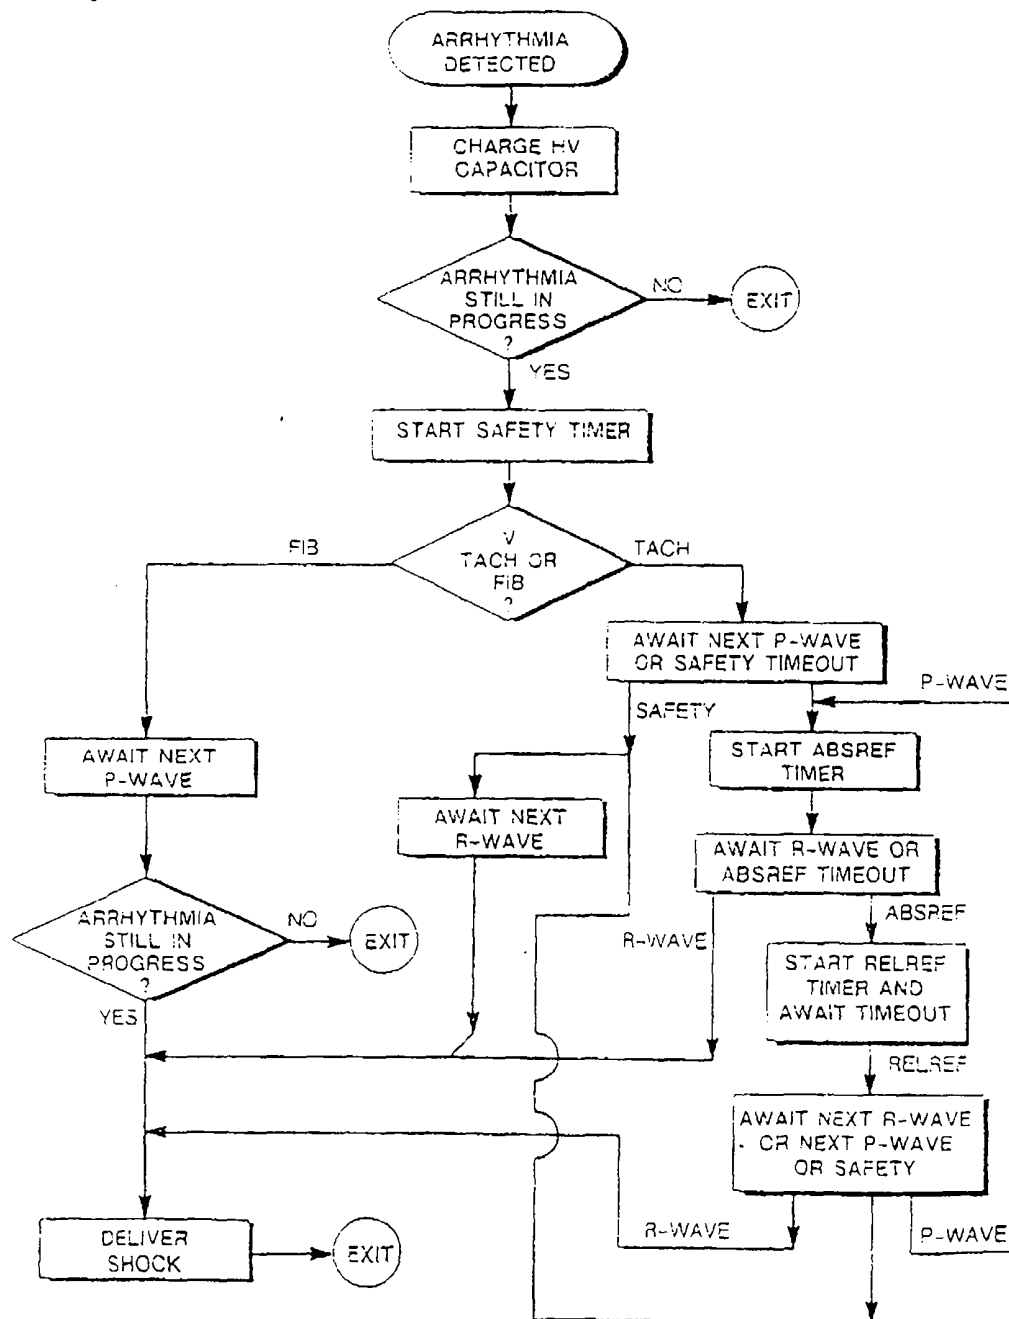 ARRHYTHMIA
DETECTED
CHARGE HV
CAPACITOR
ARRHYTHMIA
STILL IN
PROGRESS
?
NO
EXIT
YES
START SAFETY TIMER
V
TACH OR
FIB
?
FIB
TACH
AWAIT NEXT P-WAVE
OR SAFETY TIMEOUT
P-WAVE
SAFETY
START ABSREF
TIMER
AWAIT NEXT
P-WAVE
AWAIT NEXT
R-WAVE
AWAIT R-WAVE OR
ABSREF TIMEOUT
ARRHYTHMIA
STILL IN
PROGRESS
?
NO
EXIT
YES
R-WAVE
ABSREF
START RELREF
TIMER AND
AWAIT TIMEOUT
RELREF
AWAIT NEXT R-WAVE
OR NEXT P-WAVE
OR SAFETY
DELIVER
SHOCK
EXIT
R-WAVE
P-WAVE